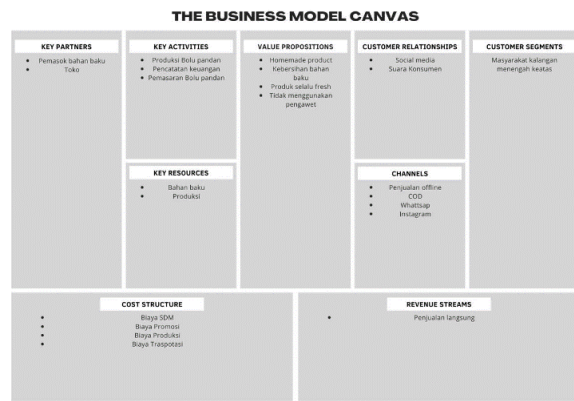 THE BUSINESS MODEL CANVAS
KEY PARTNERS
Pemasok bahan baku
Toko
KEY ACTIVITIES
Produksi Bolu pandan
Pencatatan keuangan
Pemasaran Bolu pandan
KEY RESOURCES
Bahan baku
Produksi
VALUE PROPOSITIONS
Homemade product
Kebersihan bahan
baku
Produk selalu fresh
Tidak menggunakan
pengawet
CUSTOMER RELATIONSHIPS
Social media
Suara Konsumen
CHANNELS
Penjualan offline
COD
Whattsap
Instagram
CUSTOMER SEGMENTS
Masyarakat kalangan
menengah keatas
COST STRUCTURE
Biaya SDM
Biaya Promosi
Biaya Produksi
Biaya Traspotasi
REVENUE STREAMS
Penjualan langsung